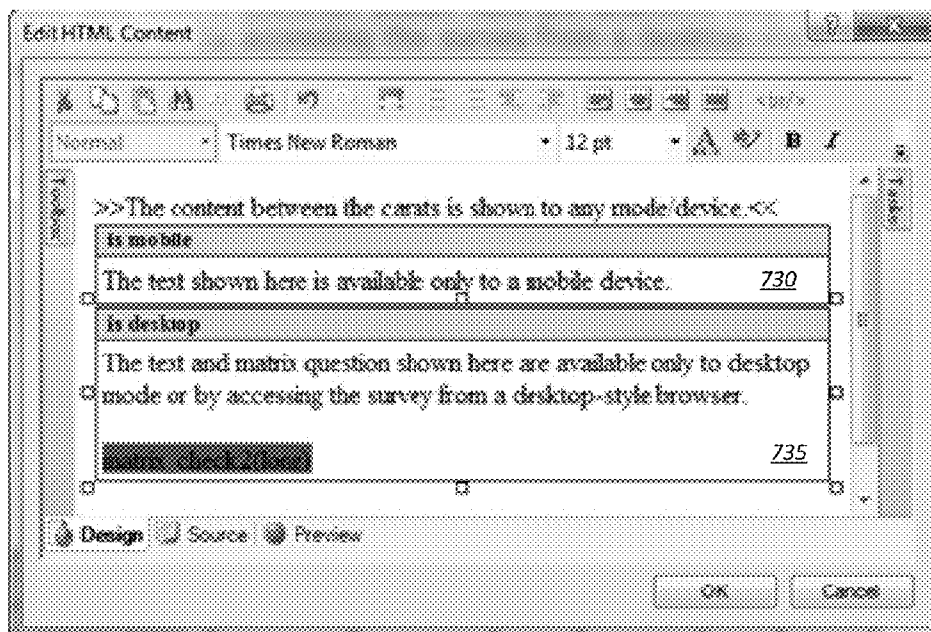 Edit HTML Content
Normal Times New Roman 12 pt A B I
>>The content between the carats is shown to any mode/device.<<
is mobile
The text shown here is available only to a mobile device.
730
is desktop
The text and matrix question shown here are available only to desktop
mode or by accessing the survey from a desktop-style browser.
735
Design Source Preview
OK Cancel